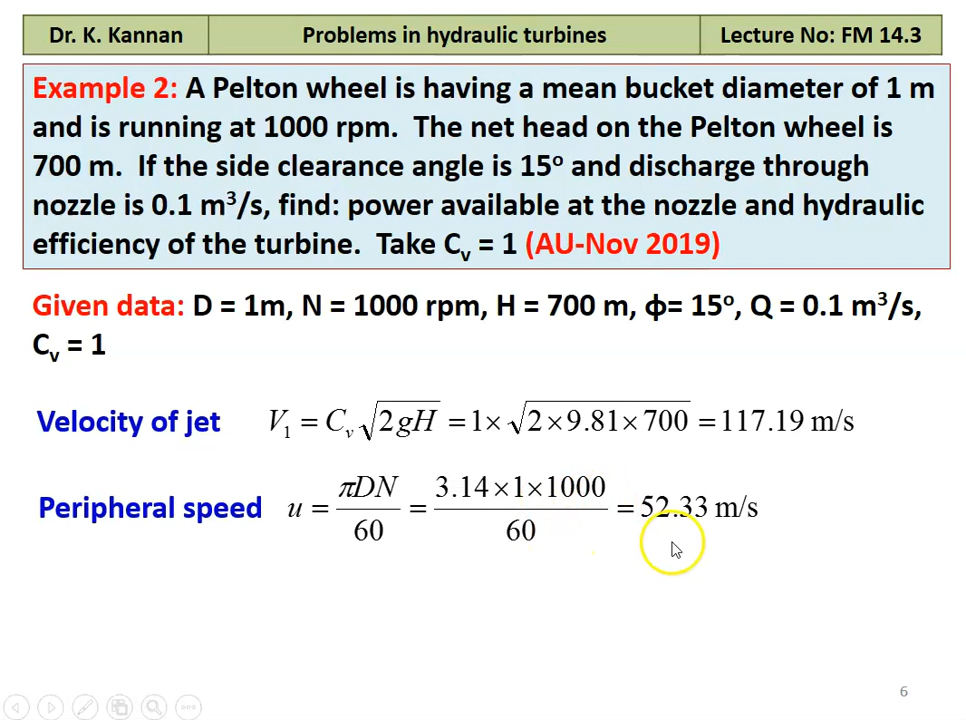 Dr. K. Kannan Problems in hydraulic turbines Lecture No: FM 14.3
Example 2: A Pelton wheel is having a mean bucket diameter of 1 m
and is running at 1000 rpm. The net head on the Pelton wheel is
700 m. If the side clearance angle is 15° and discharge through
nozzle is 0.1 m³/s, find: power available at the nozzle and hydraulic
efficiency of the turbine. Take Cᵥ = 1 (AU-Nov 2019)
Given data: D = 1m, N = 1000 rpm, H = 700 m, ϕ= 15°, Q = 0.1 m³/s,
Cᵥ = 1
Velocity of jet V₁ = Cᵥ √2gH = 1× √2×9.81×700 = 117.19 m/s
Peripheral speed u = πDN/60 = 3.14×1×1000/60 = 52.33 m/s
6